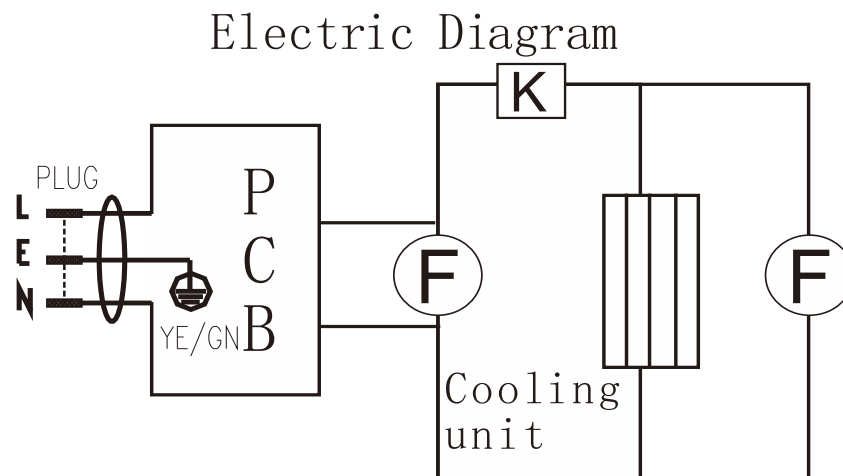 Electric Diagram
K
PLUG
L
E
N
YE/GN
P
C
B
F
F
Cooling
unit